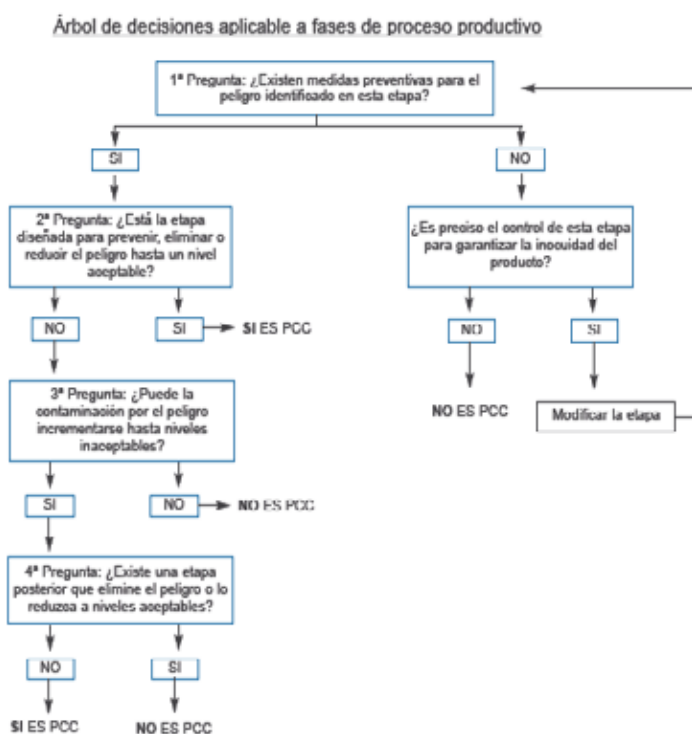 Árbol de decisiones aplicable a fases de proceso productivo
1ª Pregunta: ¿Existen medidas preventivas para el
peligro identificado en esta etapa?
SI
NO
2ª Pregunta: ¿Está la etapa
diseñada para prevenir, eliminar o
reducir el peligro hasta un nivel
aceptable?
¿Es preciso el control de esta etapa
para garantizar la inocuidad del
producto?
NO
SI
SI ES PCC
NO
SI
NO ES PCC
Modificar la etapa
3ª Pregunta: ¿Puede la
contaminación por el peligro
incrementarse hasta niveles
inaceptables?
SI
NO
NO ES PCC
4ª Pregunta: ¿Existe una etapa
posterior que elimine el peligro o lo
reduzca a niveles aceptables?
NO
SI
SI ES PCC
NO ES PCC